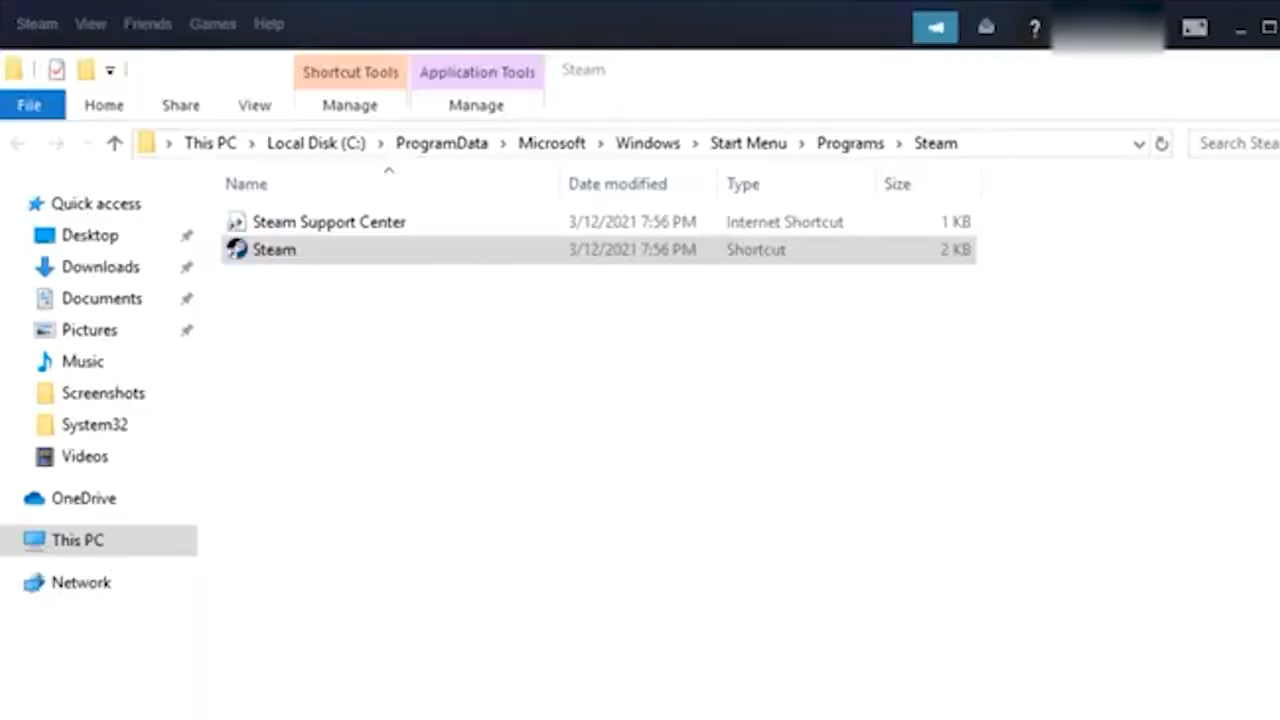 Steam View Friends Games Help ?
Shortcut Tools Application Tools Steam
File Home Share View Manage Manage
This PC Local Disk (C:) ProgramData Microsoft Windows Start Menu Programs Steam Search Stea
Name Date modified Type Size
Quick access
Steam Support Center 3/12/2021 7:56 PM Internet Shortcut 1 KB
Desktop
Steam 3/12/2021 7:56 PM Shortcut 2 KB
Downloads
Documents
Pictures
Music
Screenshots
System32
Videos
OneDrive
This PC
Network